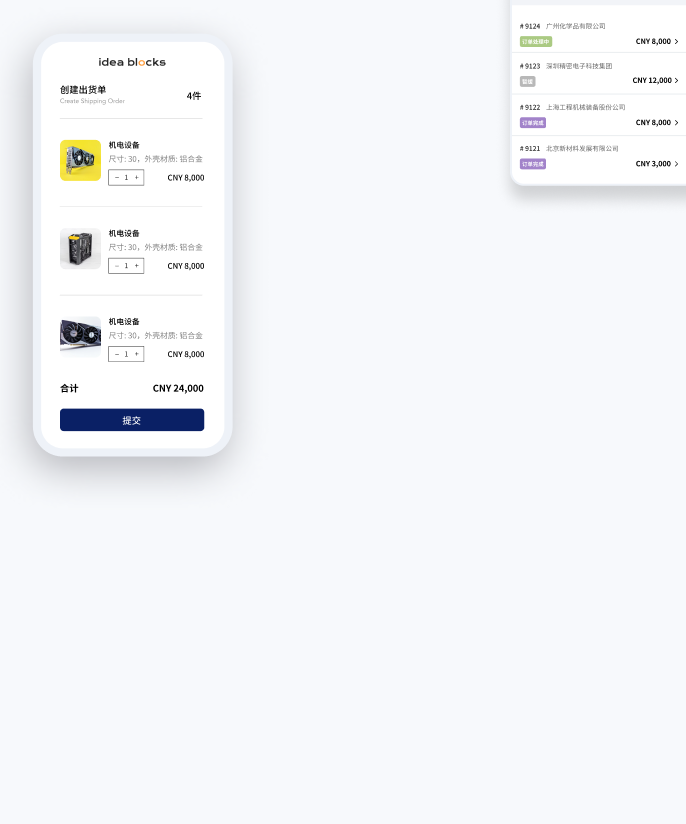 idea blocks
创建出货单
Create Shipping Order
4件
机电设备
尺寸: 30，外壳材质: 铝合金
− 1 +
CNY 8,000
机电设备
尺寸: 30，外壳材质: 铝合金
− 1 +
CNY 8,000
机电设备
尺寸: 30，外壳材质: 铝合金
− 1 +
CNY 8,000
合计
CNY 24,000
提交
# 9124 广州化学品有限公司
订单处理中
CNY 8,000
# 9123 深圳精密电子科技集团
CNY 12,000
# 9122 上海工程机械装备股份公司
订单完成
CNY 8,000
# 9121 北京新材料发展有限公司
订单完成
CNY 3,000